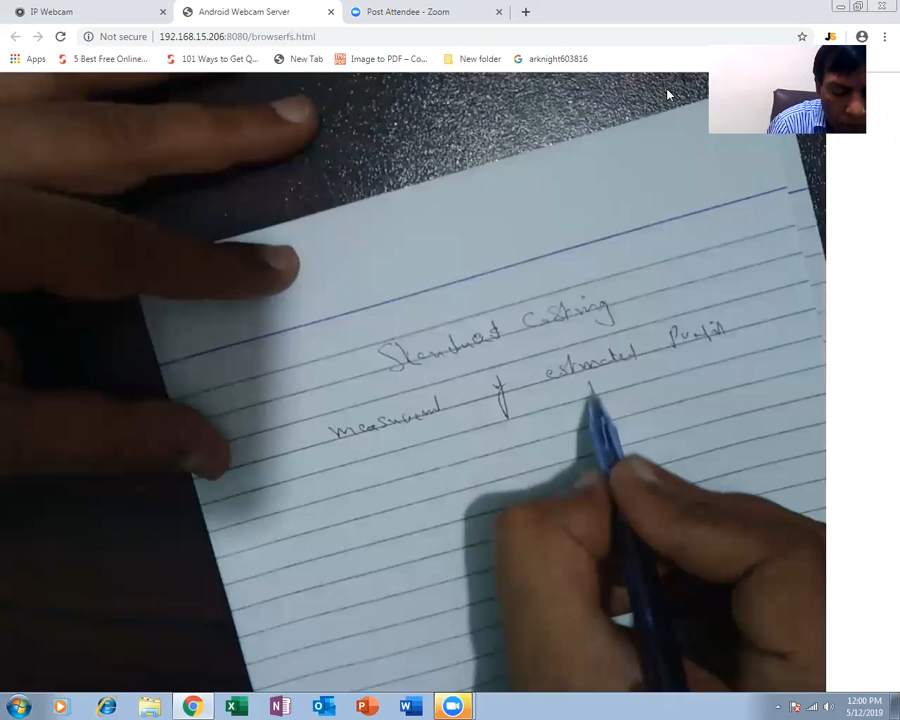 IP Webcam
Android Webcam Server
Post Attendee - Zoom
Not secure | 192.168.15.206:8080/browserfs.html
JS
Apps
5 Best Free Online...
101 Ways to Get Q...
New Tab
Image to PDF – Co...
New folder
arknight603816
Standard Costing
measurement of estimated Profit
12:00 PM
5/12/2019